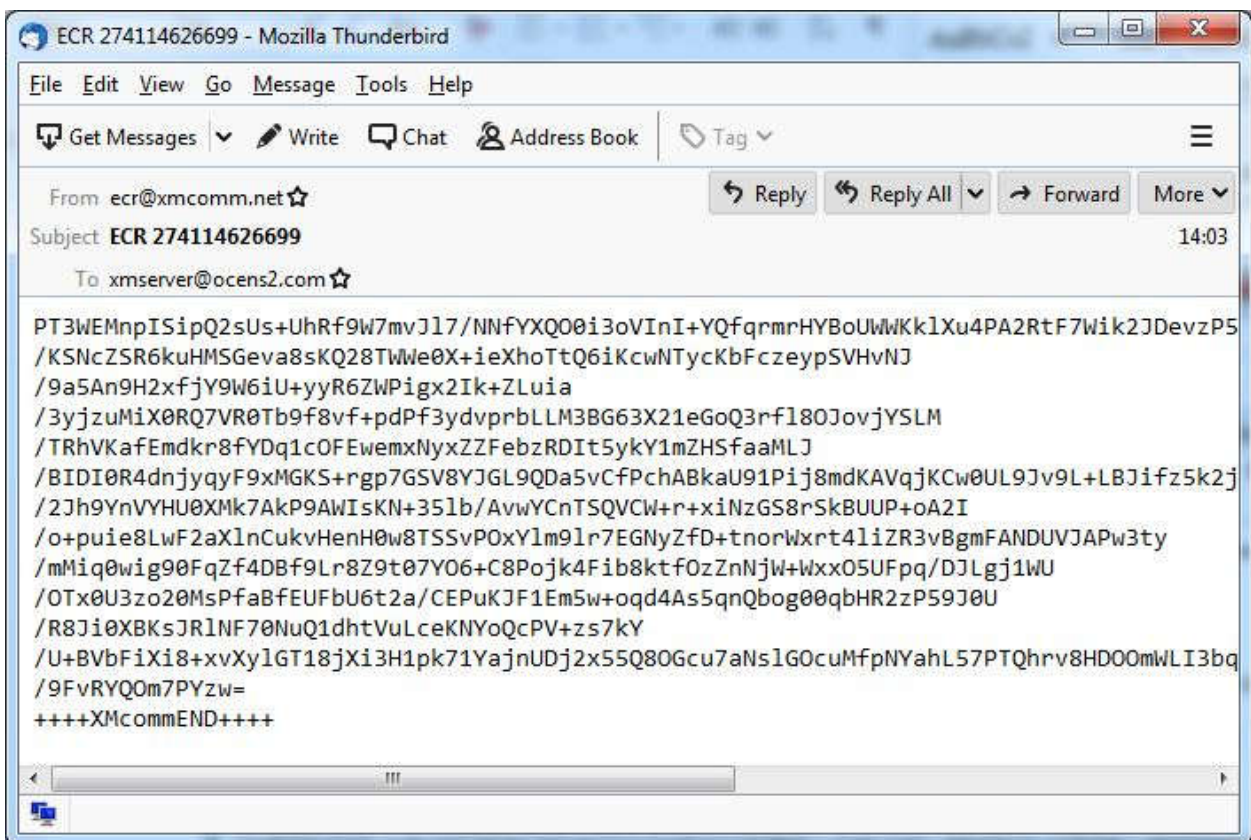 ECR 274114626699 - Mozilla Thunderbird
File Edit View Go Message Tools Help
Get Messages Write Chat Address Book Tag
From ecr@xmcomm.net Reply Reply All Forward More
Subject ECR 274114626699 14:03
To xmserver@ocens2.com
PT3WEMnpISipQ2sUs+UhRf9W7mvJl7/NNfYXQO0i3oVInI+YQfqrmrHYBoUWWKklXu4PA2RtF7Wik2JDevzP5
/KSNcZSR6kuHMSGeva8sKQ28TWWe0X+ieXhoTtQ6iKcwNTycKbFczeypSVHvNJ
/9a5An9H2xfjY9W6iU+yyR6ZWPigx2Ik+ZLuia
/3yjzuMiX0RQ7VR0Tb9f8vf+pdPf3ydvprbLLM3BG63X21eGoQ3rfl8OJovjYSLM
/TRhVKafEmdkr8fYDq1cOFEwemxNyxZZFebzRDIt5ykY1mZHSfaaMLJ
/BIDI0R4dnjyqyF9xMGKS+rgp7GSV8YJGL9QDa5vCfPchABkaU91Pij8mdKAVqjKCw0UL9Jv9L+LBJifz5k2j
/2Jh9YnVYHU0XMk7AkP9AWIsKN+35lb/AvwYCnTSQVCW+r+xiNzGS8rSkBUUP+oA2I
/o+puie8LwF2aXlnCukvHenH0w8TSSvPOxYlm9lr7EGNyZfD+tnorWxrt4liZR3vBgmFANDUVJAPw3ty
/mMiq0wig90FqZf4DBf9Lr8Z9t07YO6+C8Pojk4Fib8ktfOzZnNjW+WxxO5UFpq/DJLgj1WU
/OTx0U3zo20MsPfaBfEUFbU6t2a/CEPuKJF1Em5w+oqd4As5qnQbog00qbHR2zP59J0U
/R8Ji0XBKsJRlNF70NuQ1dhtVuLceKNYoQcPV+zs7kY
/U+BVbFiXi8+xvXylGT18jXi3H1pk71YajnUDj2x55Q8OGcu7aNslGOcuMfpNYahL57PTQhrv8HDOOmWLI3bq
/9FvRYQOm7PYzw=
++++XMcommEND++++